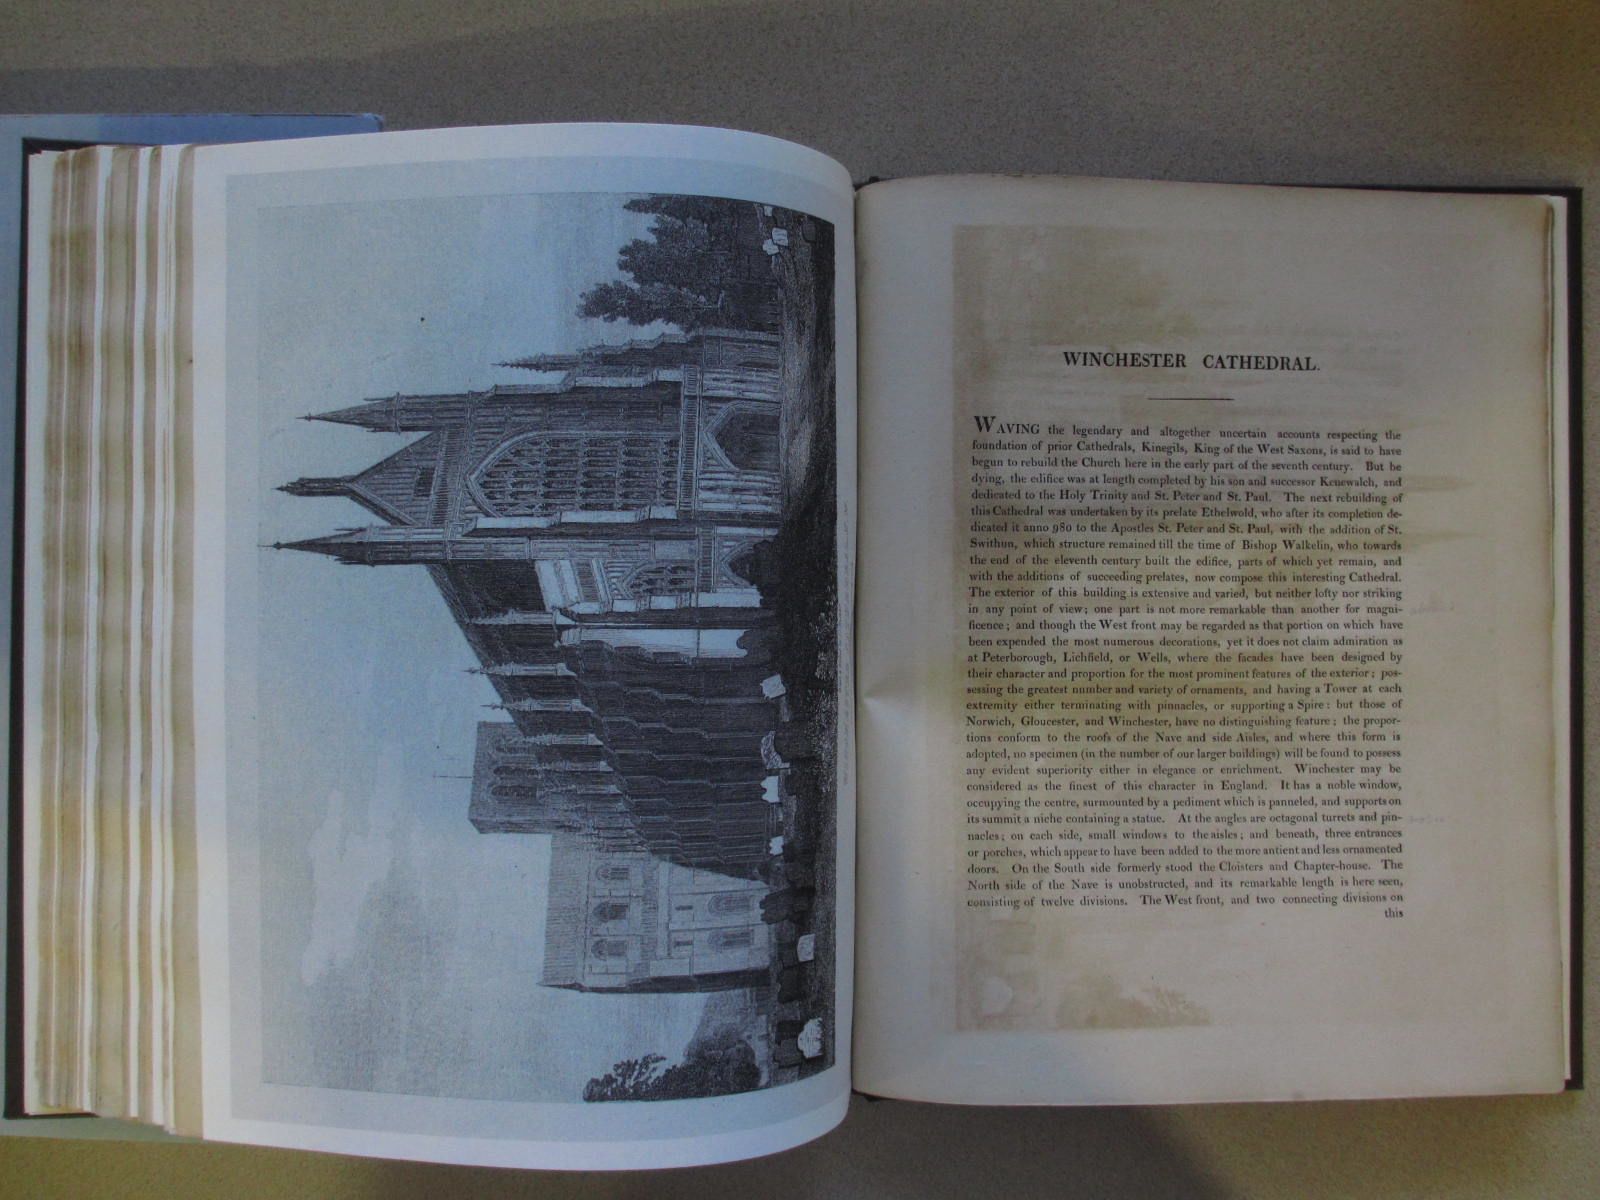 WINCHESTER CATHEDRAL.
WAVING the legendary and altogether uncertain accounts respecting the
foundation of prior Cathedrals, Kinegils, King of the West Saxons, is said to have
begun to rebuild the Church here in the early part of the seventh century. But he
dying, the edifice was at length completed by his son and successor Kenewalch, and
dedicated to the Holy Trinity and St. Peter and St. Paul. The next rebuilding of
this Cathedral was undertaken by its prelate Ethelwold, who after its completion de-
dicated it anno 980 to the Apostles St. Peter and St. Paul, with the addition of St.
Swithun, which structure remained till the time of Bishop Walkelin, who towards
the end of the eleventh century built the edifice, parts of which yet remain, and
with the additions of succeeding prelates, now compose this interesting Cathedral.
The exterior of this building is extensive and varied, but neither lofty nor striking
in any point of view; one part is not more remarkable than another for magni-
ficence; and though the West front may be regarded as that portion on which have
been expended the most numerous decorations, yet it does not claim admiration as
at Peterborough, Lichfield, or Wells, where the facades have been designed by
their character and proportion for the most prominent features of the exterior; pos-
sessing the greatest number and variety of ornaments, and having a Tower at each
extremity either terminating with pinnacles, or supporting a Spire: but those of
Norwich, Gloucester, and Winchester, have no distinguishing feature; the propor-
tions conform to the roofs of the Nave and side Aisles, and where this form is
adopted, no specimen (in the number of our larger buildings) will be found to possess
any evident superiority either in elegance or enrichment. Winchester may be
considered as the finest of this character in England. It has a noble window,
occupying the centre, surmounted by a pediment which is panneled, and supports on
its summit a niche containing a statue. At the angles are octagonal turrets and pin-
nacles; on each side, small windows to the aisles; and beneath, three entrances
or porches, which appear to have been added to the more antient and less ornamented
doors. On the South side formerly stood the Cloisters and Chapter-house. The
North side of the Nave is unobstructed, and its remarkable length is here seen,
consisting of twelve divisions. The West front, and two connecting divisions on
this